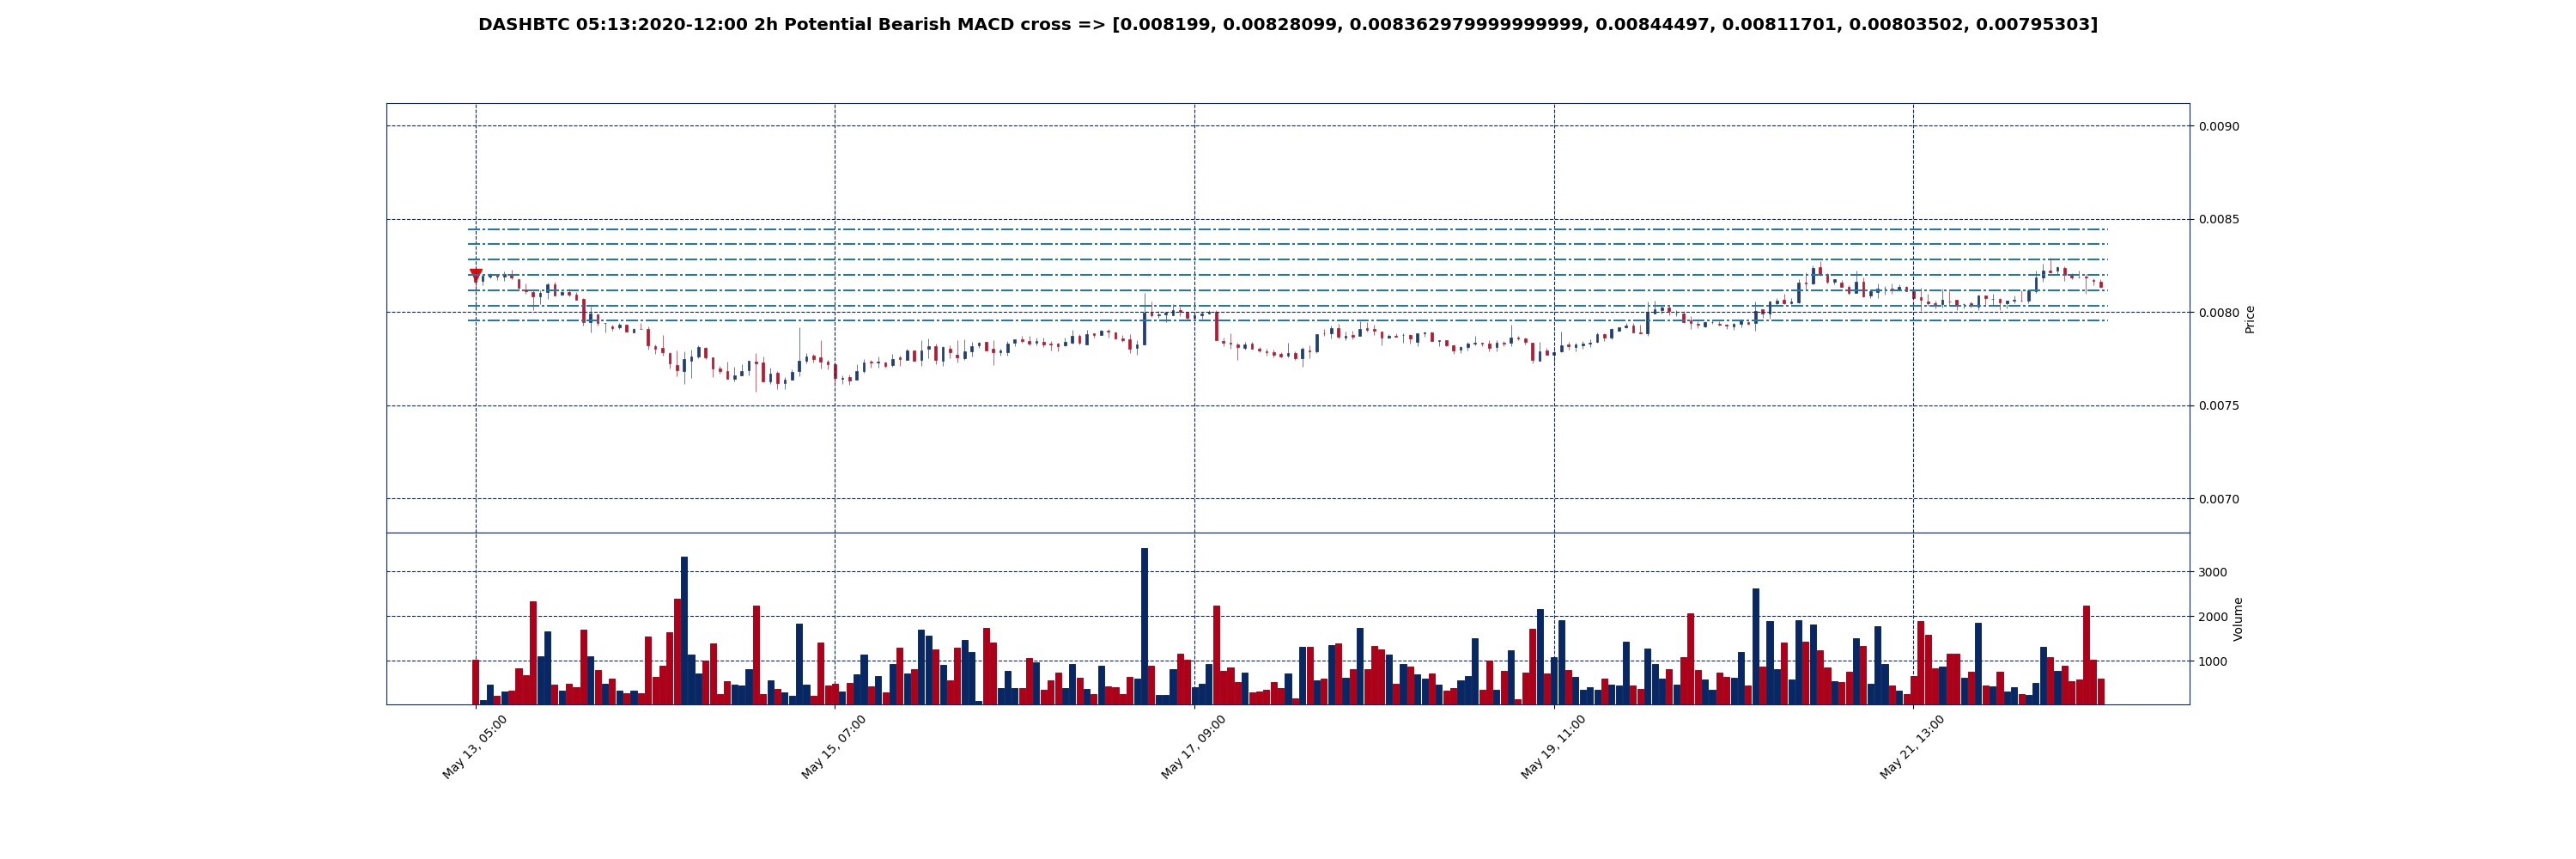 DASHBTC 05:13:2020-12:00 2h Potential Bearish MACD cross => [0.008199, 0.00828099, 0.008362979999999999, 0.00844497, 0.00811701, 0.00803502, 0.00795303]
0.0090
0.0085
0.0080
0.0075
0.0070
Price
3000
2000
1000
Volume
May 13, 05:00
May 15, 07:00
May 17, 09:00
May 19, 11:00
May 21, 13:00